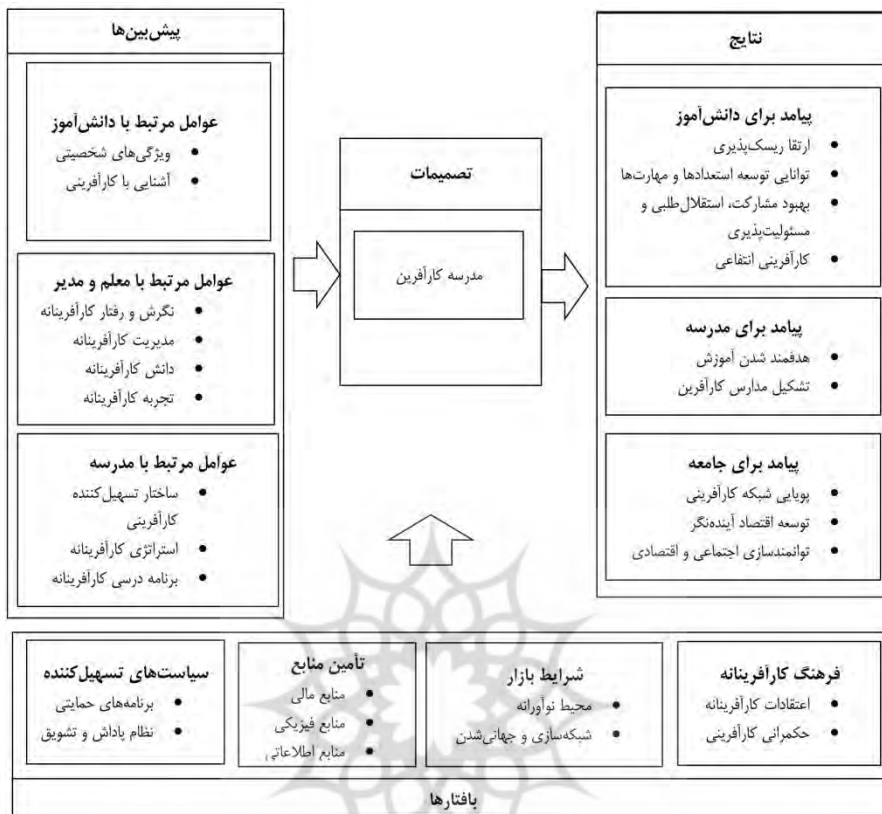 پیش‌بین‌ها
عوامل مرتبط با دانش‌آموز
• ویژگی‌های شخصیتی
• آشنایی با کارآفرینی
عوامل مرتبط با معلم و مدیر
• نگرش و رفتار کارآفرینانه
• مدیریت کارآفرینانه
• دانش کارآفرینانه
• تجربه کارآفرینانه
عوامل مرتبط با مدرسه
• ساختار تسهیل‌کننده
کارآفرینی
• استراتژی کارآفرینانه
• برنامه درسی کارآفرینانه
تصمیمات
مدرسه کارآفرین
نتایج
پیامد برای دانش‌آموز
• ارتقا ریسک‌پذیری
• توانایی توسعه استعدادها و مهارت‌ها
• بهبود مشارکت، استقلال‌طلبی و
مسئولیت‌پذیری
• کارآفرینی انتفاعی
پیامد برای مدرسه
• هدفمند شدن آموزش
• تشکیل مدارس کارآفرین
پیامد برای جامعه
• پویایی شبکه کارآفرینی
• توسعه اقتصاد آینده‌نگر
• توانمندسازی اجتماعی و اقتصادی
فرهنگ کارآفرینانه
• اعتقادات کارآفرینانه
• حکمرانی کارآفرینی
شرایط بازار
• محیط نوآورانه
• شبکه‌سازی و جهانی‌شدن
تأمین منابع
• منابع مالی
• منابع فیزیکی
• منابع اطلاعاتی
سیاست‌های تسهیل‌کننده
• برنامه‌های حمایتی
• نظام پاداش و تشویق
بافتارها